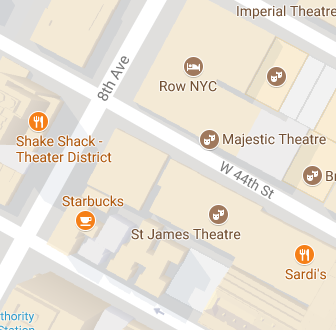 Imperial Theatre
8th Ave
Row NYC
Shake Shack -
Theater District
Majestic Theatre
W 44th St
Starbucks
St James Theatre
Sardi's